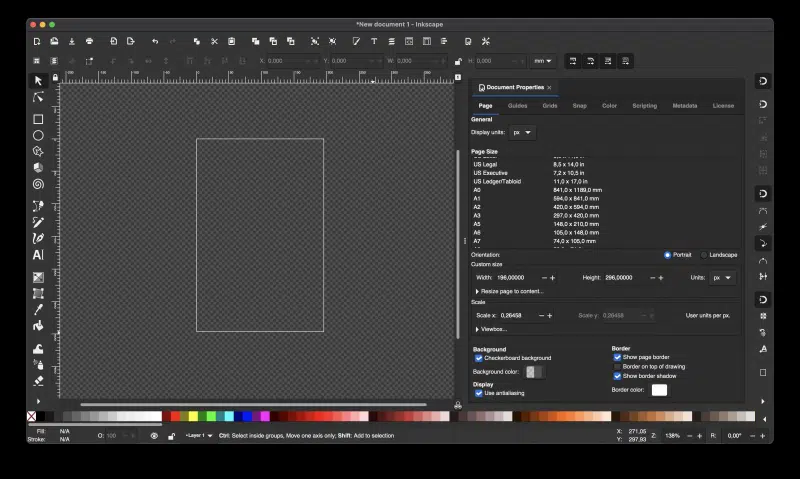 *New document 1 - Inkscape
X: 0,000
Y: 0,000
W: 0,000
H: 0,000
mm
Document Properties
Page Guides Grids Snap Color Scripting Metadata License
General
Display units: px
Page Size
US Legal 8,5 x 14,0 in
US Executive 7,2 x 10,5 in
US Ledger/Tabloid 11,0 x 17,0 in
A0 841,0 x 1189,0 mm
A1 594,0 x 841,0 mm
A2 420,0 x 594,0 mm
A3 297,0 x 420,0 mm
A5 148,0 x 210,0 mm
A6 105,0 x 148,0 mm
A7 74,0 x 105,0 mm
Orientation: Portrait Landscape
Custom size
Width: 196,00000 Height: 296,00000 Units: px
Resize page to content...
Scale
Scale x: 0,26458 Scale y: 0,26458 User units per px.
Viewbox...
Background Border
Checkerboard background Show page border
Border on top of drawing
Background color: Show border shadow
Display
Use antialiasing Border color:
Fill: N/A
Stroke: N/A
O: 100
Layer 1
Ctrl: Select inside groups, Move one axis only; Shift: Add to selection
X: 271,05
Y: 297,93
Z: 138%
R: 0,00°